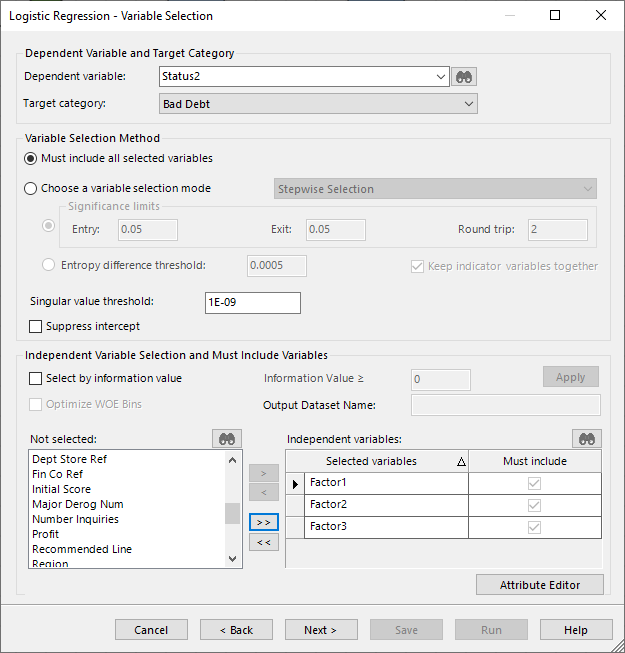 Logistic Regression - Variable Selection
Dependent Variable and Target Category
Dependent variable: Status2
Target category: Bad Debt
Variable Selection Method
Must include all selected variables
Choose a variable selection mode Stepwise Selection
Significance limits
Entry: 0.05 Exit: 0.05 Round trip: 2
Entropy difference threshold: 0.0005 Keep indicator variables together
Singular value threshold: 1E-09
Suppress intercept
Independent Variable Selection and Must Include Variables
Select by information value Information Value ≥ 0 Apply
Optimize WOE Bins Output Dataset Name:
Not selected: Independent variables:
Dept Store Ref
Fin Co Ref
Initial Score
Major Derog Num
Number Inquiries
Profit
Recommended Line
Region
>
<
>>
<<
Selected variables Must include
Factor1
Factor2
Factor3
Attribute Editor
Cancel < Back Next > Save Run Help